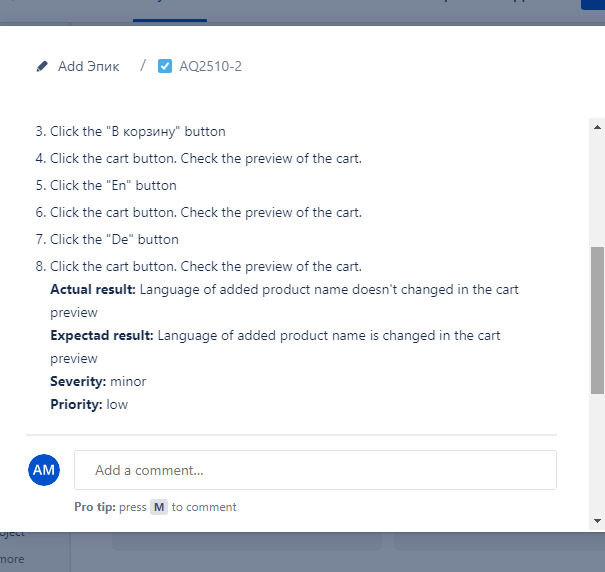 Add Эпик / AQ2510-2
3. Click the "В корзину" button
4. Click the cart button. Check the preview of the cart.
5. Click the "En" button
6. Click the cart button. Check the preview of the cart.
7. Click the "De" button
8. Click the cart button. Check the preview of the cart.
Actual result: Language of added product name doesn't changed in the cart
preview
Expectad result: Language of added product name is changed in the cart
preview
Severity: minor
Priority: low
AM Add a comment...
Pro tip: press M to comment
more